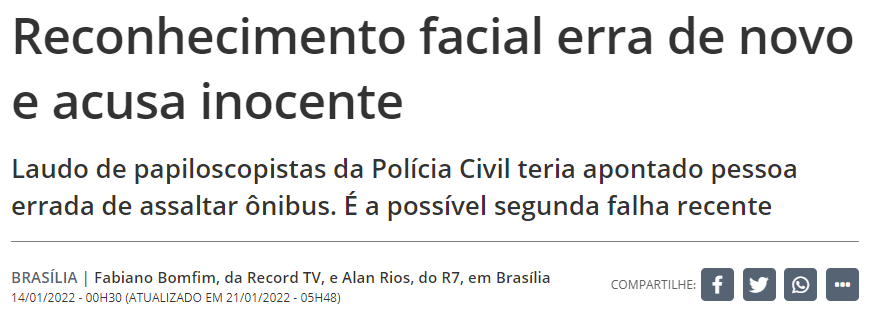 Reconhecimento facial erra de novo
e acusa inocente
Laudo de papiloscopistas da Polícia Civil teria apontado pessoa
errada de assaltar ônibus. É a possível segunda falha recente
BRASÍLIA | Fabiano Bomfim, da Record TV, e Alan Rios, do R7, em Brasília
14/01/2022 - 00H30 (ATUALIZADO EM 21/01/2022 - 05H48)
COMPARTILHE: